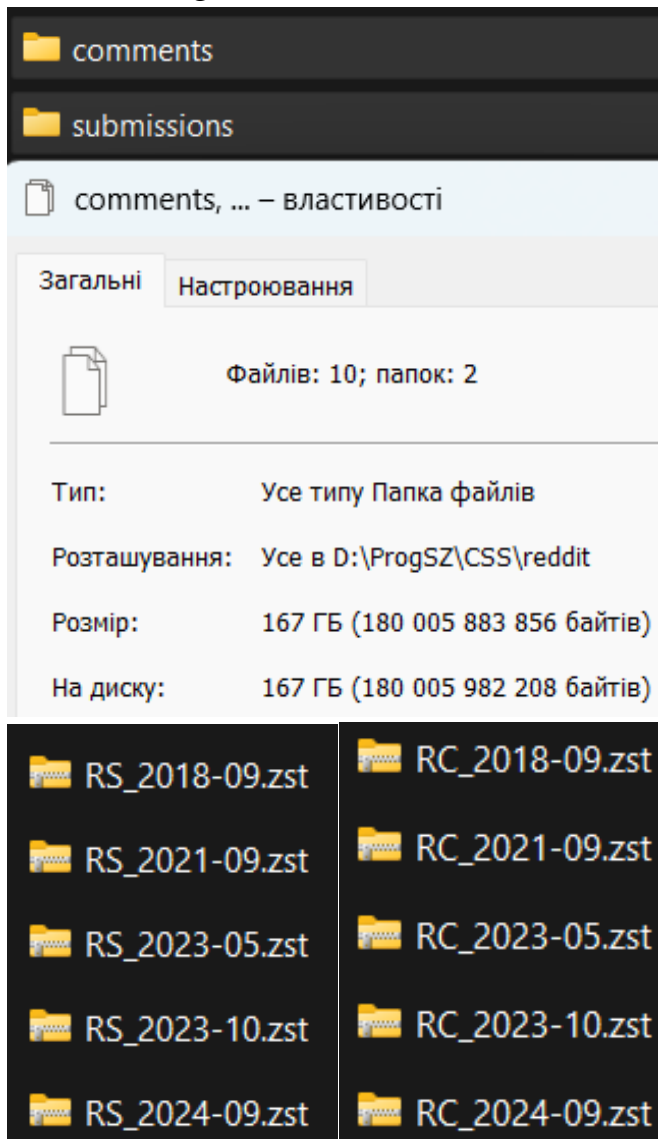 comments
submissions
comments, ... – властивості
Загальні
Настроювання
Файлів: 10; папок: 2
Тип: Усе типу Папка файлів
Розташування: Усе в D:\ProgSZ\CSS\reddit
Розмір: 167 ГБ (180 005 883 856 байтів)
На диску: 167 ГБ (180 005 982 208 байтів)
RS_2018-09.zst
RS_2021-09.zst
RS_2023-05.zst
RS_2023-10.zst
RS_2024-09.zst
RC_2018-09.zst
RC_2021-09.zst
RC_2023-05.zst
RC_2023-10.zst
RC_2024-09.zst